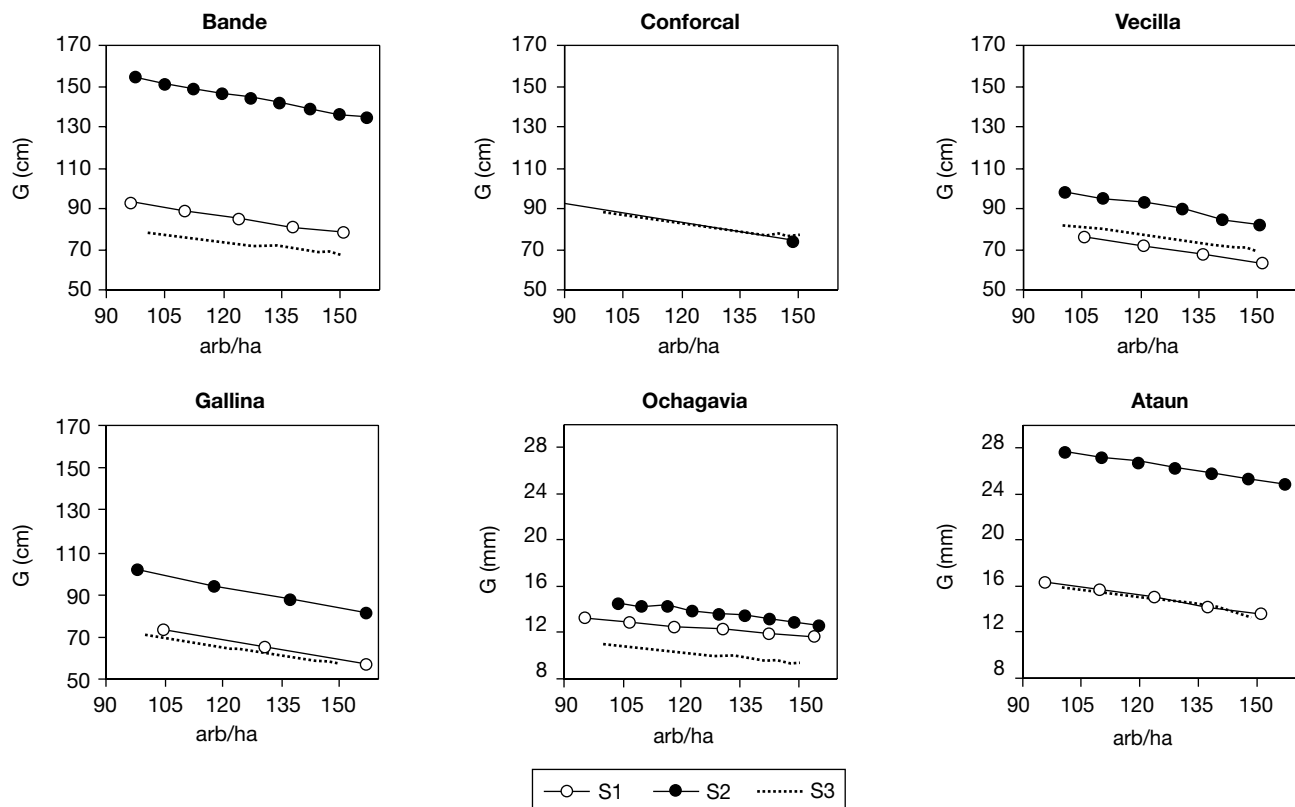 Bande
170
150
130
110
90
70
50
G (cm)
90 105 120 135 150
arb/ha
Conforcal
170
150
130
110
90
70
50
G (cm)
90 105 120 135 150
arb/ha
Vecilla
170
150
130
110
90
70
50
G (cm)
90 105 120 135 150
arb/ha
Gallina
170
150
130
110
90
70
50
G (cm)
90 105 120 135 150
arb/ha
Ochagavia
28
24
20
16
12
8
G (mm)
90 105 120 135 150
arb/ha
Ataun
28
24
20
16
12
8
G (mm)
90 105 120 135 150
arb/ha
S1 S2 S3